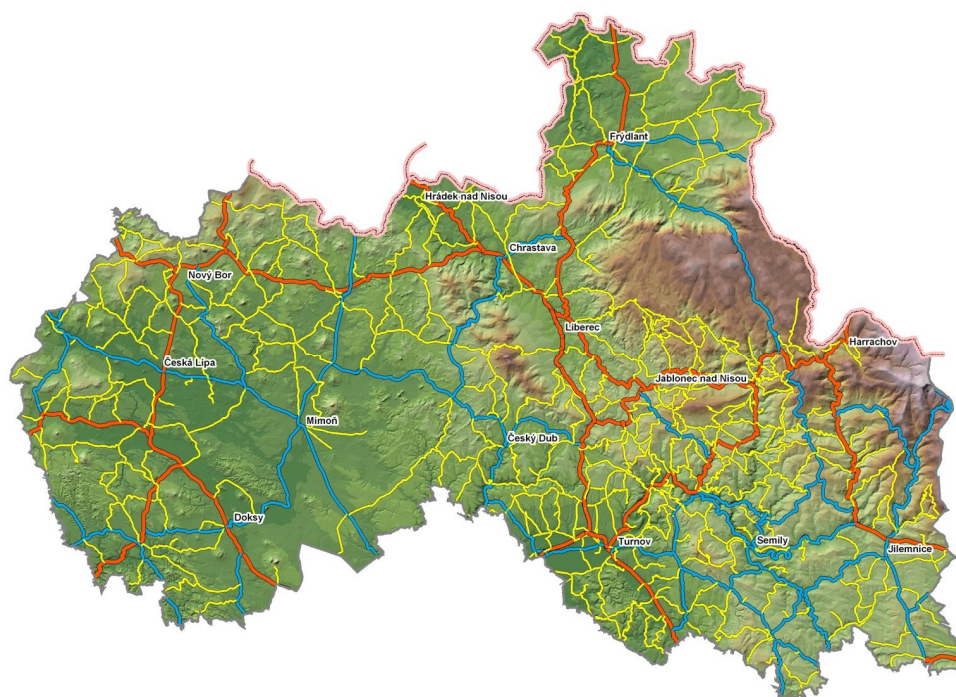 Frýdlant
Hrádek nad Nisou
Chrastava
Nový Bor
Liberec
Harrachov
Česká Lípa
Jablonec nad Nisou
Mimoň
Český Dub
Doksy
Turnov
Semily
Jilemnice